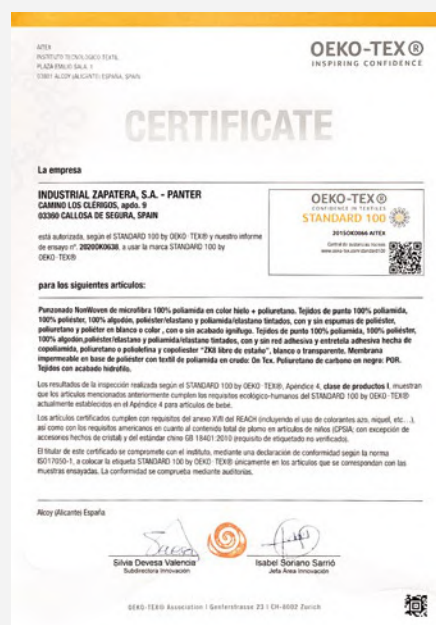 AITEX
INSTITUTO TECNOLÓGICO TEXTIL
PLAZA EMILIO SALA, 1
03801 ALCOY (ALICANTE) ESPAÑA, SPAIN
OEKO-TEX®
INSPIRING CONFIDENCE
CERTIFICATE
La empresa
INDUSTRIAL ZAPATERA, S.A. - PANTER
CAMINO LOS CLÉRIGOS, apdo. 9
03360 CALLOSA DE SEGURA, SPAIN
está autorizada, según el STANDARD 100 by OEKO-TEX® y nuestro informe
de ensayo nº. 2020OK0638, a usar la marca STANDARD 100 by
OEKO-TEX®
OEKO-TEX®
CONFIDENCE IN TEXTILES
STANDARD 100
2015OK0066 AITEX
Control de sustancias nocivas
www.oeko-tex.com/standard100
para los siguientes artículos:
Punzonado NonWoven de microfibra 100% poliamida en color hielo + poliuretano. Tejidos de punto 100% poliamida,
100% poliéster, 100% algodón, poliéster/elastano y poliamida/elastano tintados, con y sin espumas de poliéster,
poliuretano y poliéter en blanco o color , con o sin acabado ignífugo. Tejidos de punto 100% poliamida, 100% poliéster,
100% algodón,poliéster/elastano y poliamida/elastano tintados, con y sin red adhesiva y entretela adhesiva hecha de
copoliamida, poliuretano o poliolefina y copoliester "ZKB libre de estaño", blanco o transparente. Membrana
impermeable en base de poliéster con textil de poliamida en crudo: On Tex. Poliuretano de carbono en negro: POR.
Tejidos con acabado hidrófilo.
Los resultados de la inspección realizada según el STANDARD 100 by OEKO-TEX®, Apéndice 4, clase de productos I, muestran
que los artículos mencionados anteriormente cumplen los requisitos ecológico-humanos del STANDARD 100 by OEKO-TEX®
actualmente establecidos en el Apéndice 4 para artículos de bebe.
Los artículos certificados cumplen con requisitos del anexo XVII del REACH (incluyendo el uso de colorantes azo, níquel, etc...),
así como con los requisitos americanos en cuanto al contenido total de plomo en artículos de niños (CPSIA; con excepción de
accesorios hechos de cristal) y del estándar chino GB 18401:2010 (requisito de etiquetado no verificado).
El titular de este certificado se compromete con el instituto, mediante una declaración de conformidad según la norma
ISO17050-1, a colocar la etiqueta STANDARD 100 by OEKO-TEX® únicamente en los artículos que se correspondan con las
muestras ensayadas. La conformidad se comprueba mediante auditorías.
Alcoy (Alicante) España
Silvia Devesa Valencia
Subdirectora Innovación
Isabel Soriano Sarrió
Jefa Área Innovación
OEKO-TEX® Association | Genferstrasse 23 | CH-8002 Zurich